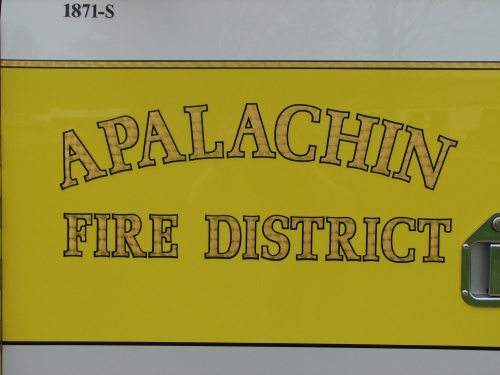 1871-S
APALACHIN
FIRE DISTRICT